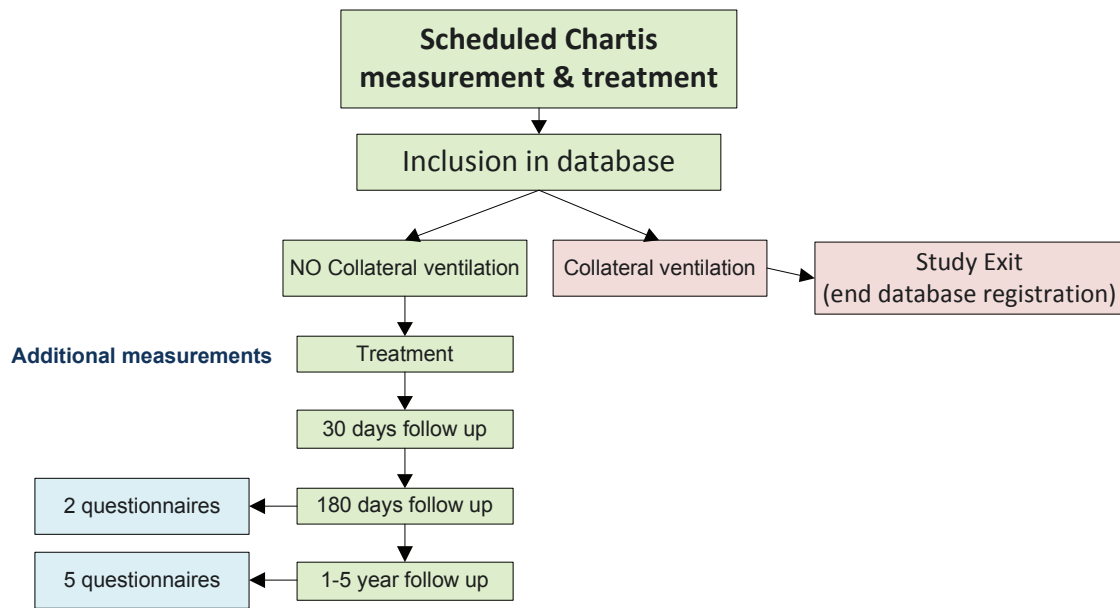 Scheduled Chartis
measurement & treatment
Inclusion in database
NO Collateral ventilation
Collateral ventilation
Study Exit
(end database registration)
Additional measurements
Treatment
30 days follow up
2 questionnaires
180 days follow up
5 questionnaires
1-5 year follow up